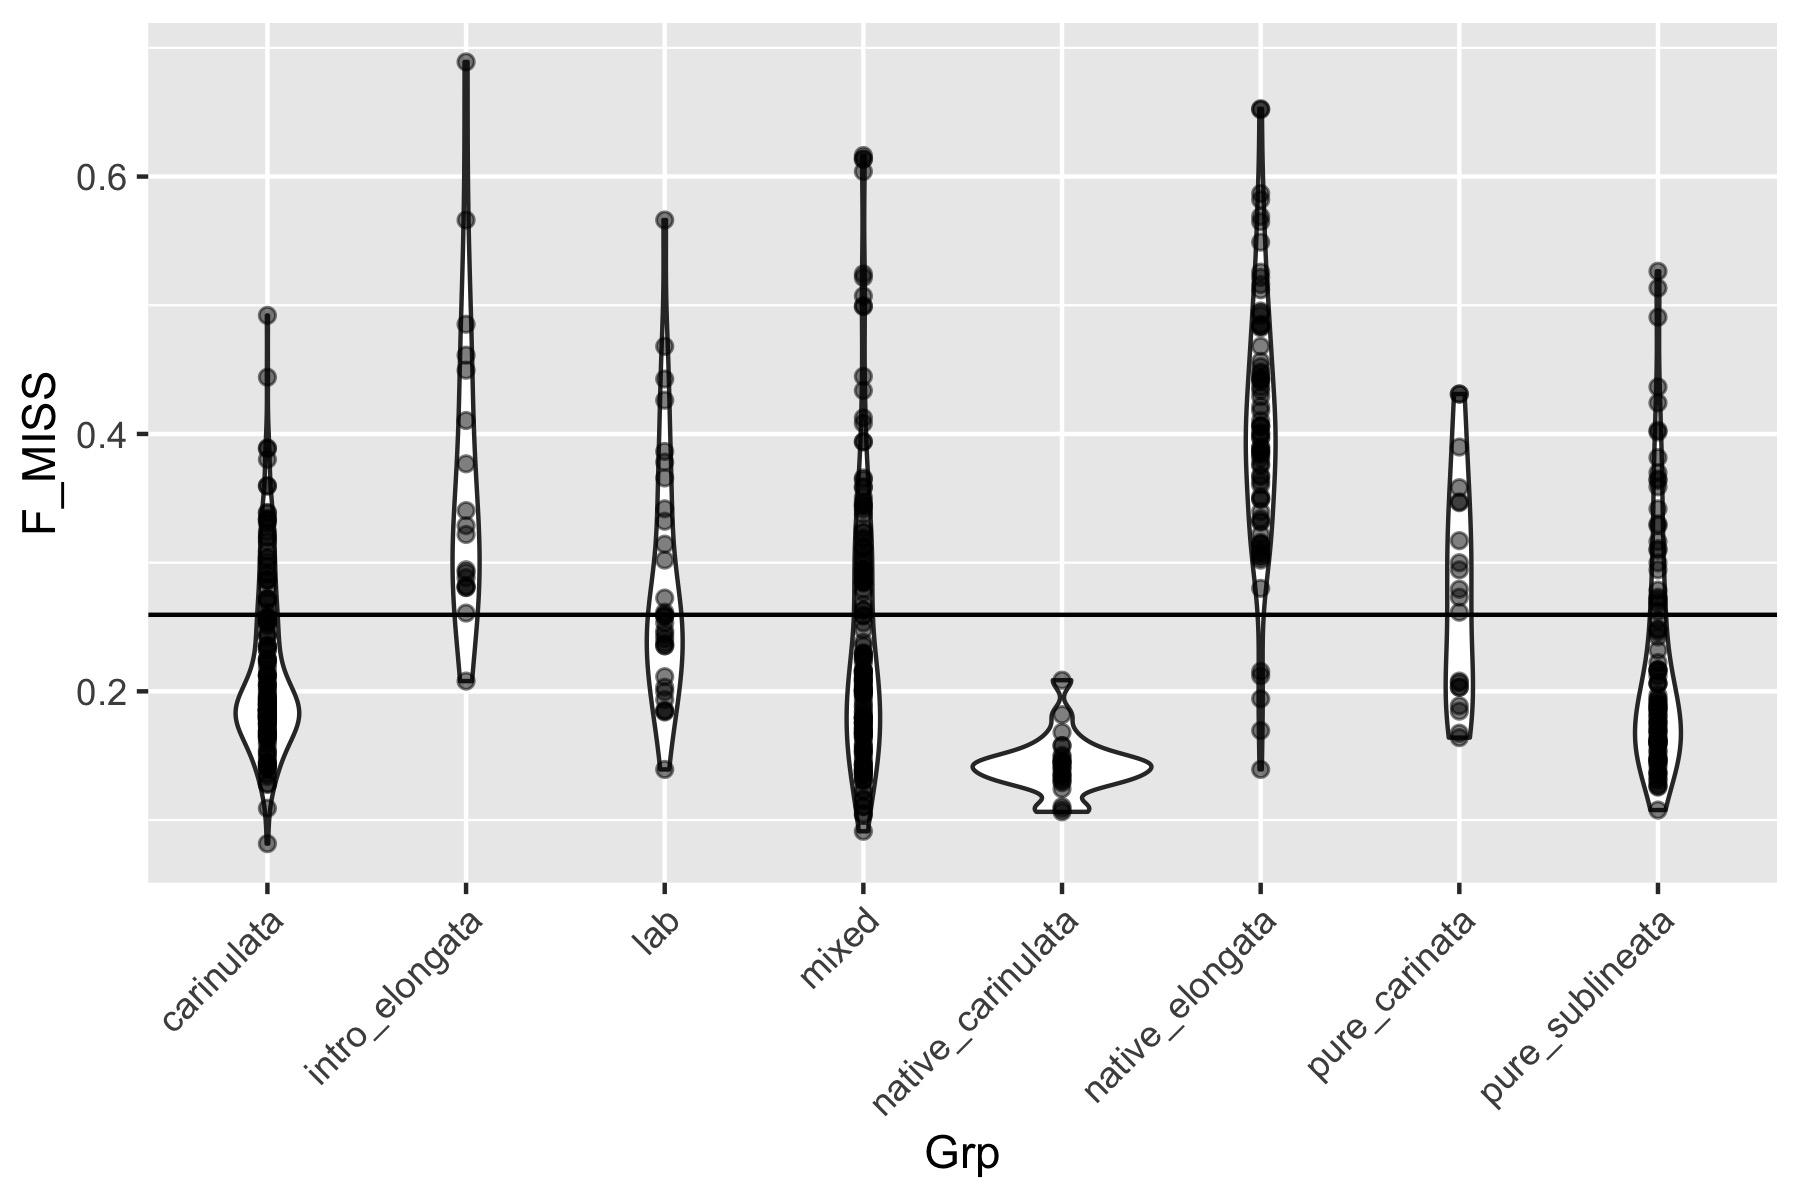 F_MISS
0.6
0.4
0.2
carinulata
intro_elongata
lab
mixed
native_carinulata
native_elongata
pure_carinata
pure_sublineata
Grp